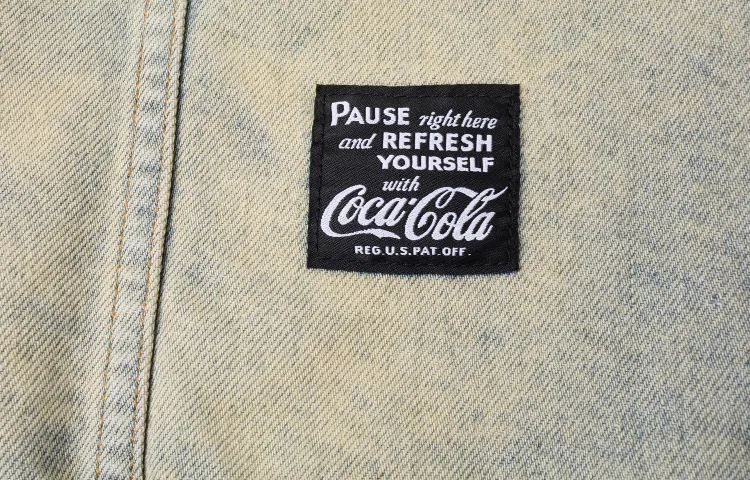 PAUSE right here
and REFRESH
YOURSELF
with
Coca-Cola
REG. U.S. PAT. OFF.